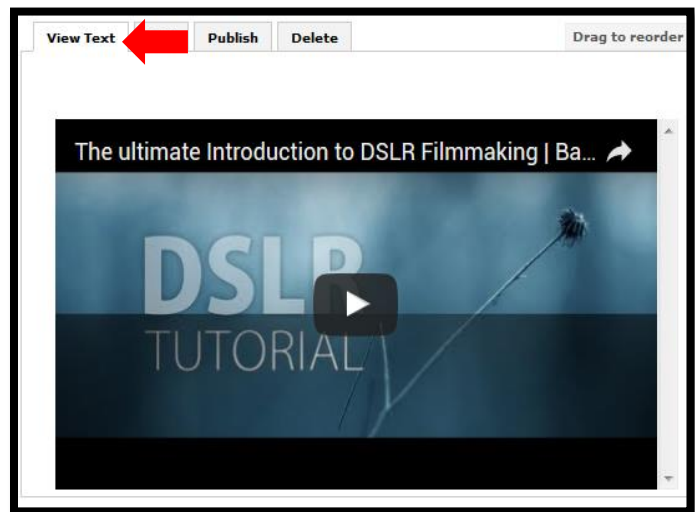 View Text Publish Delete Drag to reorder
The ultimate Introduction to DSLR Filmmaking | Ba...
DSLR
TUTORIAL